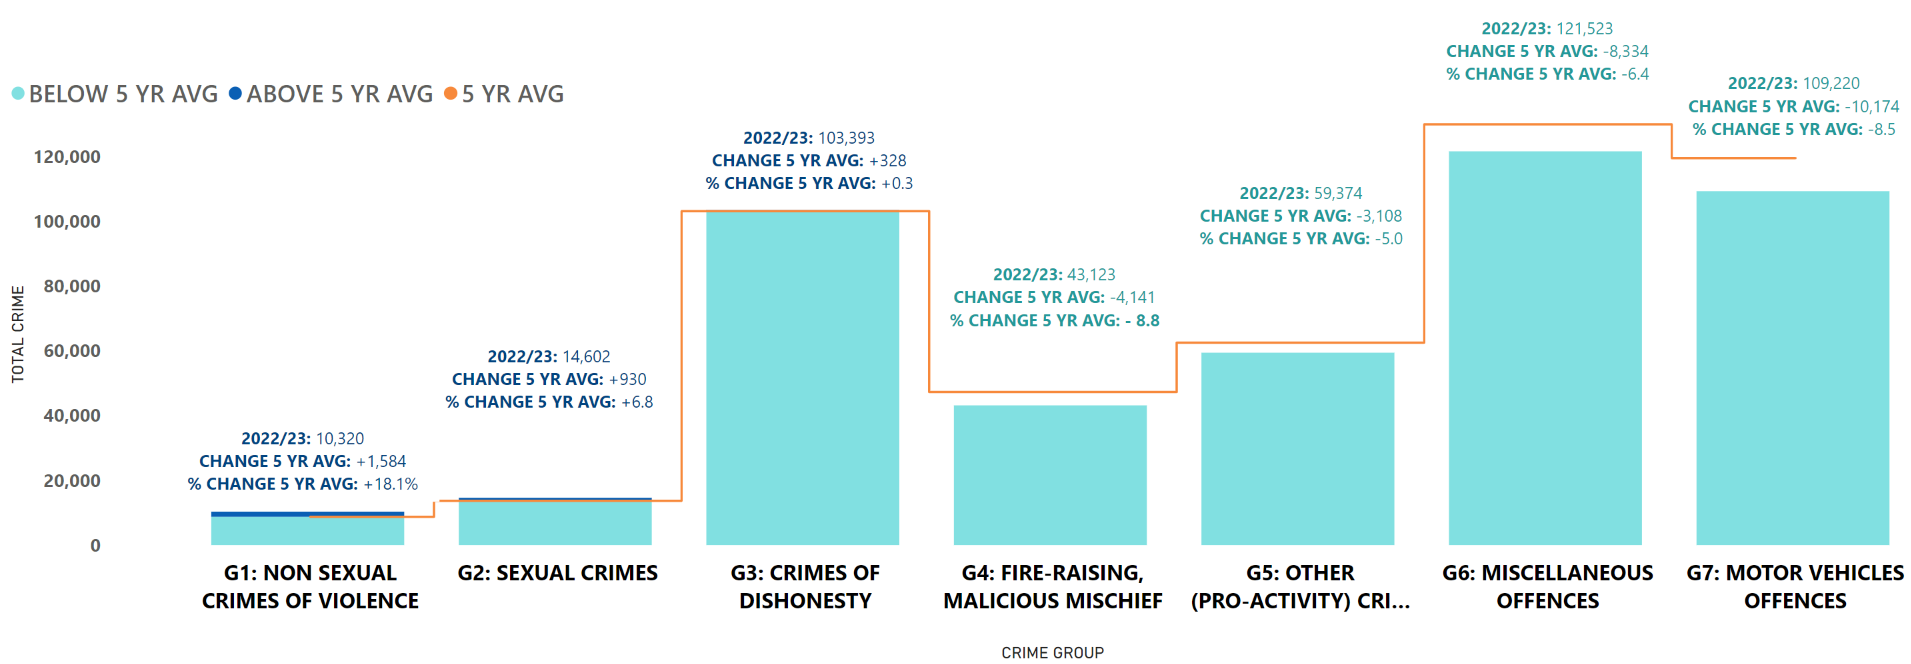 BELOW 5 YR AVG ABOVE 5 YR AVG 5 YR AVG
TOTAL CRIME
120,000
100,000
80,000
60,000
40,000
20,000
0
2022/23: 10,320
CHANGE 5 YR AVG: +1,584
% CHANGE 5 YR AVG: +18.1%
2022/23: 14,602
CHANGE 5 YR AVG: +930
% CHANGE 5 YR AVG: +6.8
2022/23: 103,393
CHANGE 5 YR AVG: +328
% CHANGE 5 YR AVG: +0.3
2022/23: 43,123
CHANGE 5 YR AVG: -4,141
% CHANGE 5 YR AVG: - 8.8
2022/23: 59,374
CHANGE 5 YR AVG: -3,108
% CHANGE 5 YR AVG: -5.0
2022/23: 121,523
CHANGE 5 YR AVG: -8,334
% CHANGE 5 YR AVG: -6.4
2022/23: 109,220
CHANGE 5 YR AVG: -10,174
% CHANGE 5 YR AVG: -8.5
G1: NON SEXUAL
CRIMES OF VIOLENCE
G2: SEXUAL CRIMES
G3: CRIMES OF
DISHONESTY
G4: FIRE-RAISING,
MALICIOUS MISCHIEF
G5: OTHER
(PRO-ACTIVITY) CRI...
G6: MISCELLANEOUS
OFFENCES
G7: MOTOR VEHICLES
OFFENCES
CRIME GROUP